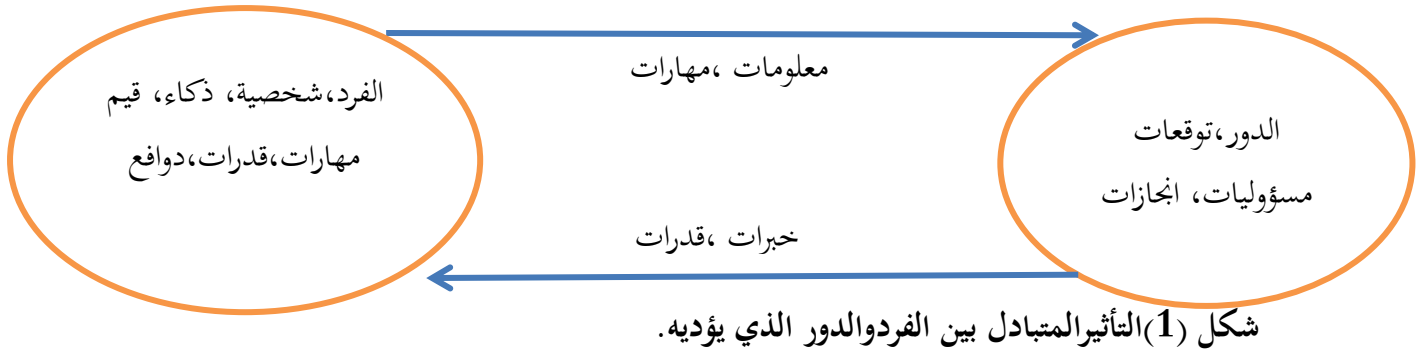 معلومات ،مهارات
الفرد،شخصية، ذكاء، قيم
مهارات،قدرات،دوافع
الدور،توقعات
مسؤوليات، انجازات
خبرات ،قدرات
شكل (1)التأثيرالمتبادل بين الفردوالدور الذي يؤديه.